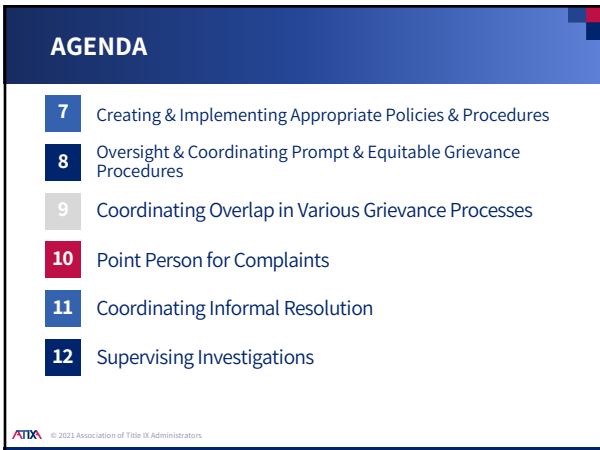 AGENDA
7 Creating & Implementing Appropriate Policies & Procedures
8 Oversight & Coordinating Prompt & Equitable Grievance
Procedures
9 Coordinating Overlap in Various Grievance Processes
10 Point Person for Complaints
11 Coordinating Informal Resolution
12 Supervising Investigations
ATIXA © 2021 Association of Title IX Administrators